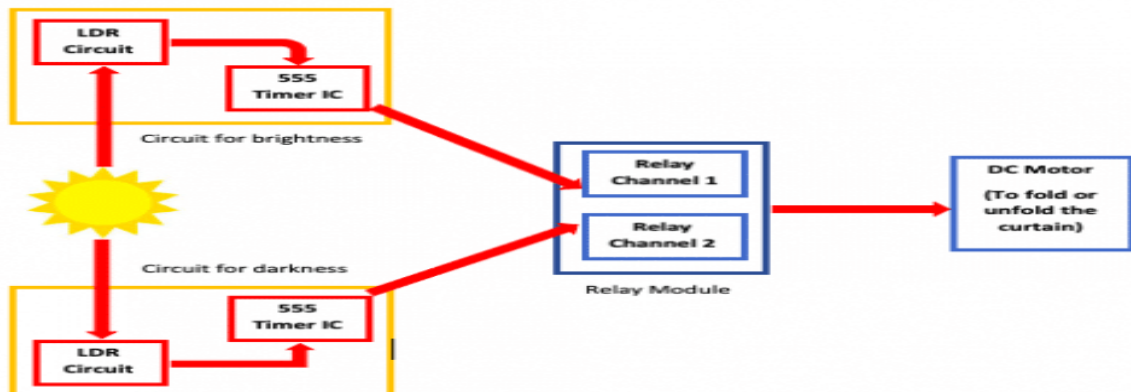 LDR
Circuit
555
Timer IC
Circuit for brightness
Relay
Channel 1
Relay
Channel 2
Relay Module
DC Motor
(To fold or
unfold the
curtain)
Circuit for darkness
555
Timer IC
LDR
Circuit